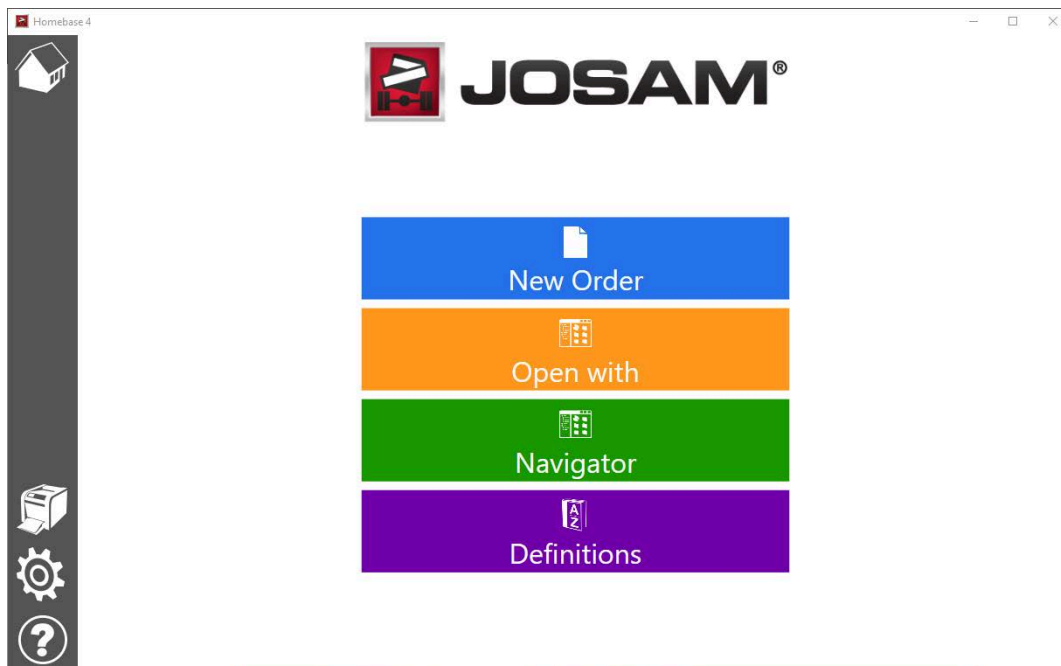 Homebase 4
JOSAM®
New Order
Open with
Navigator
A
Z
Definitions
?